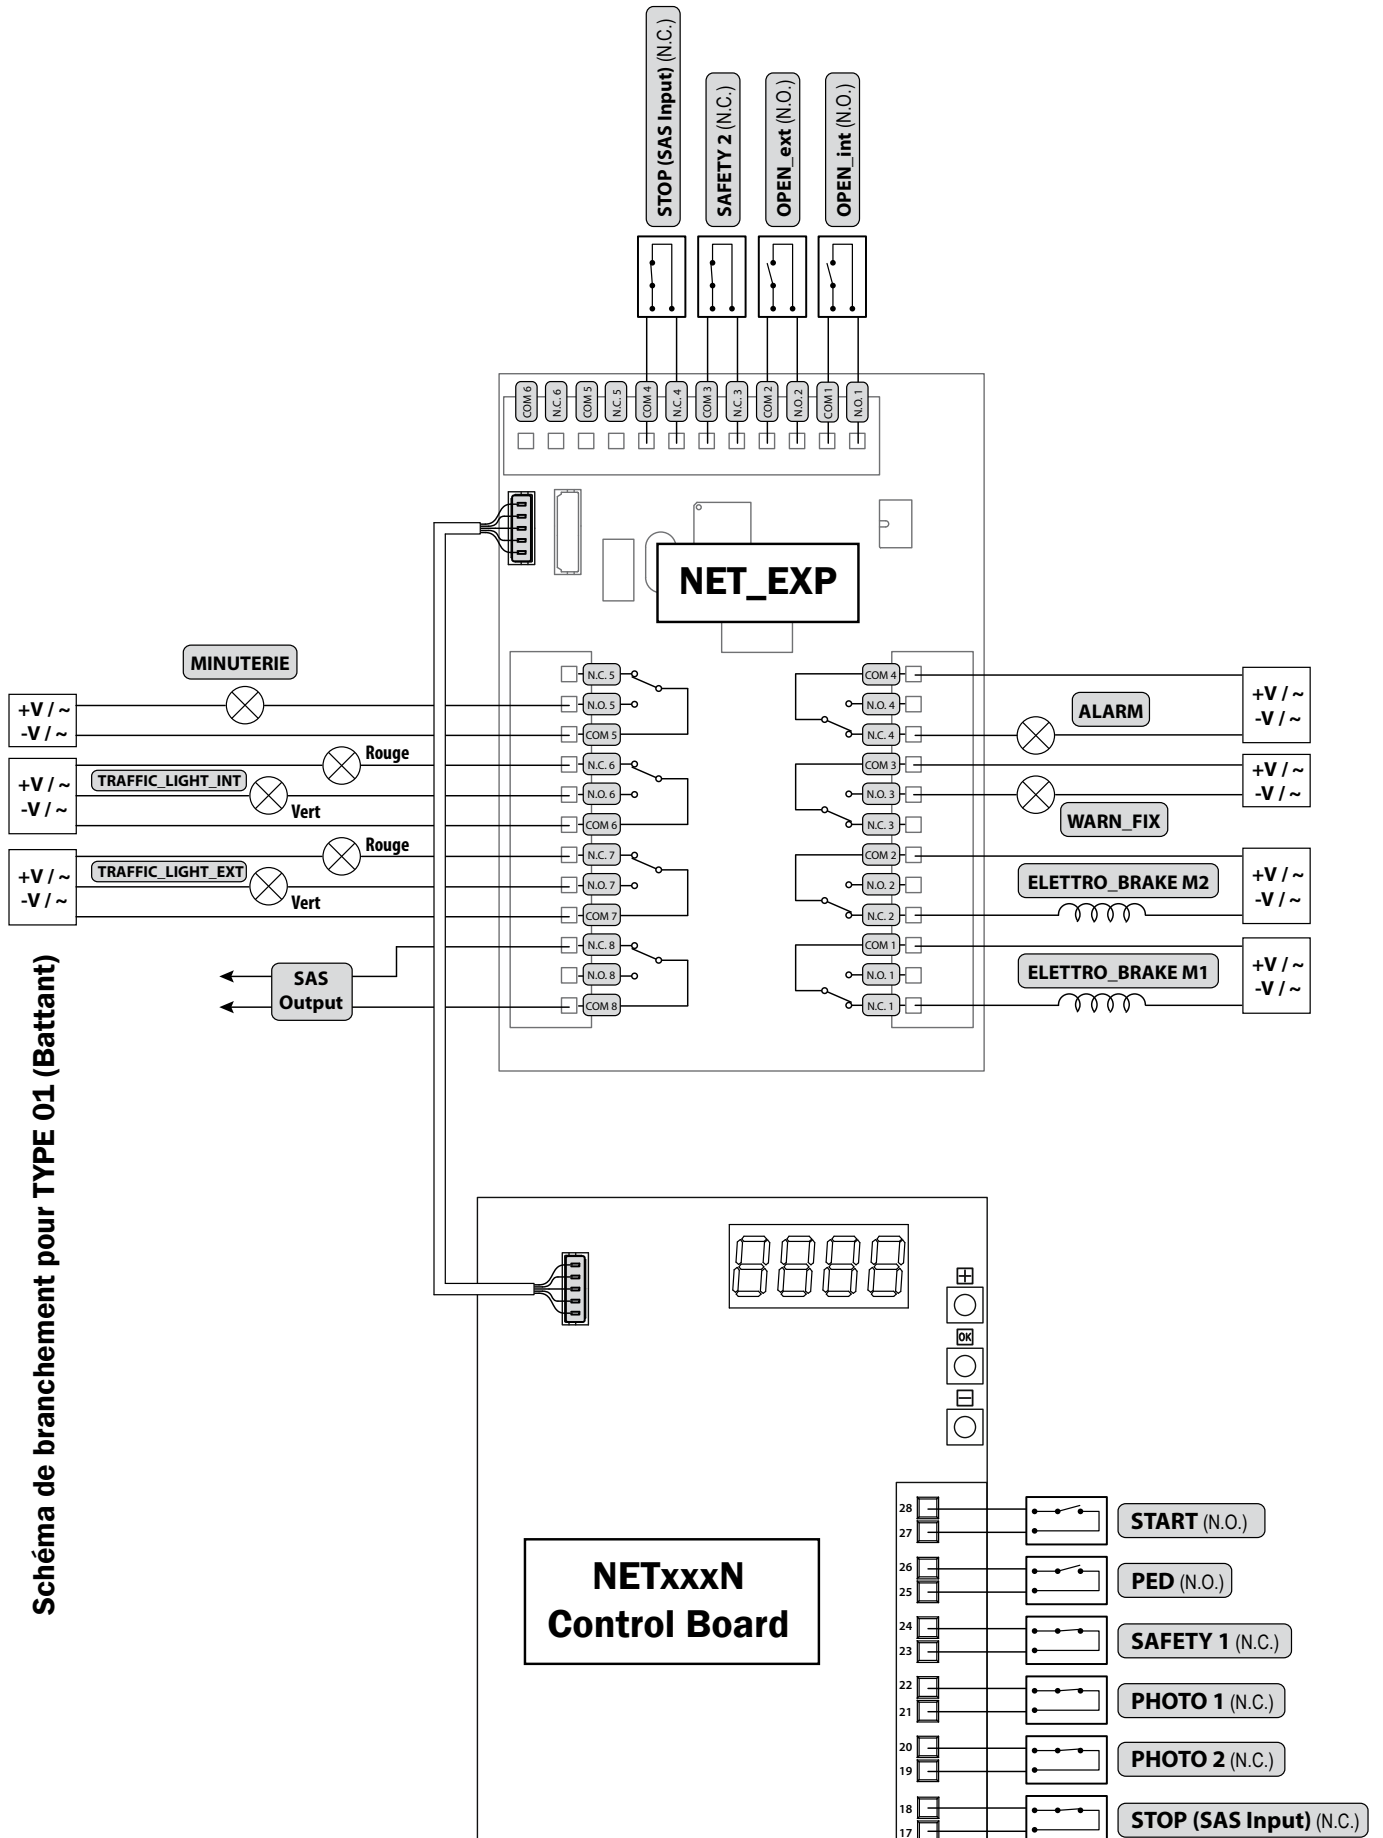 STOP (SAS Input) (N.C.)
SAFETY 2 (N.C.)
OPEN_ext (N.O.)
OPEN_int (N.O.)
COM 6
N.C. 6
COM 5
N.C. 5
COM 4
N.C. 4
COM 3
N.C. 3
COM 2
N.O. 2
COM 1
N.O. 1
NET_EXP
MINUTERIE
+V / ~
-V / ~
N.C. 5
N.O. 5
COM 5
+V / ~
-V / ~
TRAFFIC_LIGHT_INT
Rouge
Vert
N.C. 6
N.O. 6
COM 6
+V / ~
-V / ~
TRAFFIC_LIGHT_EXT
Rouge
Vert
N.C. 7
N.O. 7
COM 7
SAS
Output
N.C. 8
N.O. 8
COM 8
COM 4
N.O. 4
N.C. 4
ALARM
+V / ~
-V / ~
COM 3
N.O. 3
N.C. 3
WARN_FIX
+V / ~
-V / ~
COM 2
N.O. 2
N.C. 2
ELETTRO_BRAKE M2
+V / ~
-V / ~
COM 1
N.O. 1
N.C. 1
ELETTRO_BRAKE M1
+V / ~
-V / ~
Schéma de branchement pour TYPE 01 (Battant)
8888
+
OK
-
NETxxxN
Control Board
28
27
START (N.O.)
26
25
PED (N.O.)
24
23
SAFETY 1 (N.C.)
22
21
PHOTO 1 (N.C.)
20
19
PHOTO 2 (N.C.)
18
17
STOP (SAS Input) (N.C.)